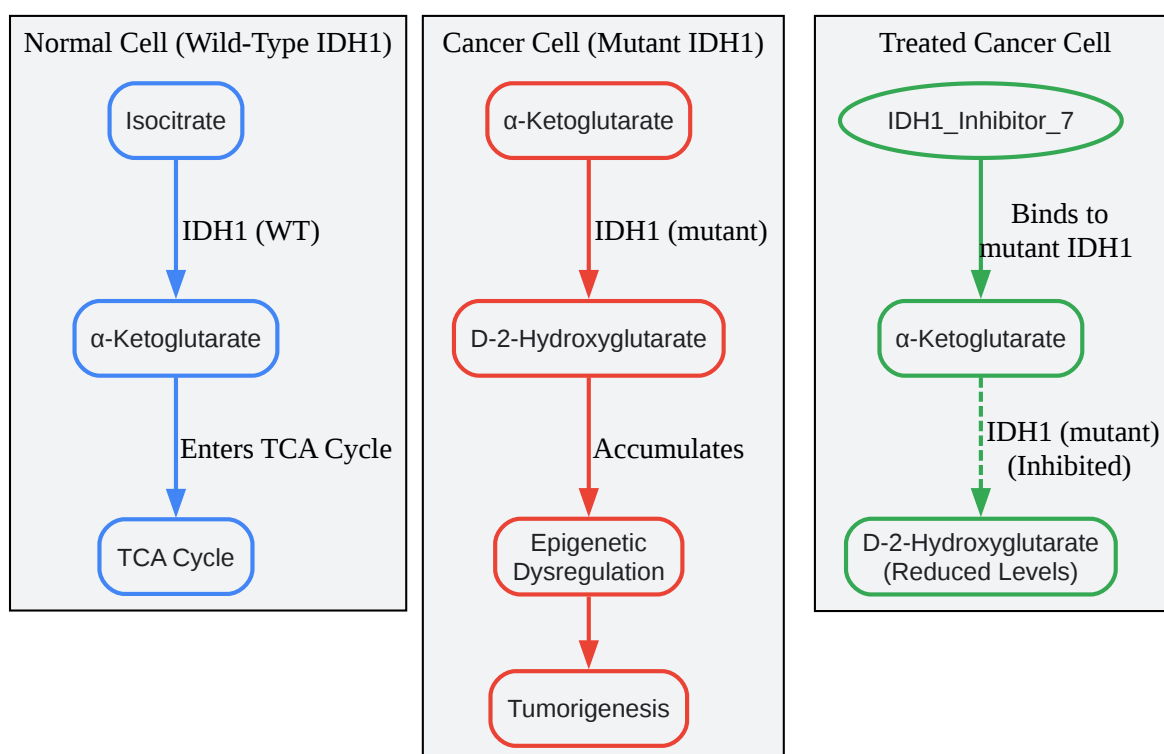 Normal Cell (Wild-Type IDH1)
Isocitrate
IDH1 (WT)
α-Ketoglutarate
Enters TCA Cycle
TCA Cycle
Cancer Cell (Mutant IDH1)
α-Ketoglutarate
IDH1 (mutant)
D-2-Hydroxyglutarate
Accumulates
Epigenetic
Dysregulation
Tumorigenesis
Treated Cancer Cell
IDH1_Inhibitor_7
Binds to
mutant IDH1
α-Ketoglutarate
IDH1 (mutant)
(Inhibited)
D-2-Hydroxyglutarate
(Reduced Levels)